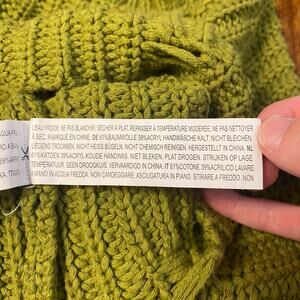 L'EAU FROIDE, NE PAS BLANCHIR, SÉCHER À PLAT, REPASSER À TEMPÉRATURE MODÉRÉE, NE PAS NETTOYER
À SEC. FABRIQUÉ EN CHINE. DE 61%BAUMWOLLE 39%ACRYL HANDWÄSCHE KALT. NICHT BLEICHEN.
LIEGEND TROCKNEN. NICHT HEISS BÜGELN. NICHT CHEMISCH REINIGEN. HERGESTELLT IN CHINA. NL
61%KATOEN 39%ACRYL KOUDE HANDWAS. NIET BLEKEN. PLAT DROGEN. STRIJKEN OP LAGE
TEMPERATUUR. GEEN DROOGKUIS. VERVAARDIGD IN CHINA. IT 61%COTONE 39%ACRILICO LAVARE
A MANO IN ACQUA FREDDA. NON CANDEGGIARE. ASCIUGATURA IN PIANO. STIRARE A FREDDO. NON